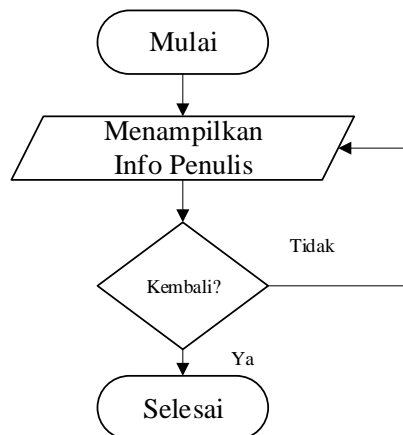 Mulai
Menampilkan
Info Penulis
Tidak
Kembali?
Ya
Selesai